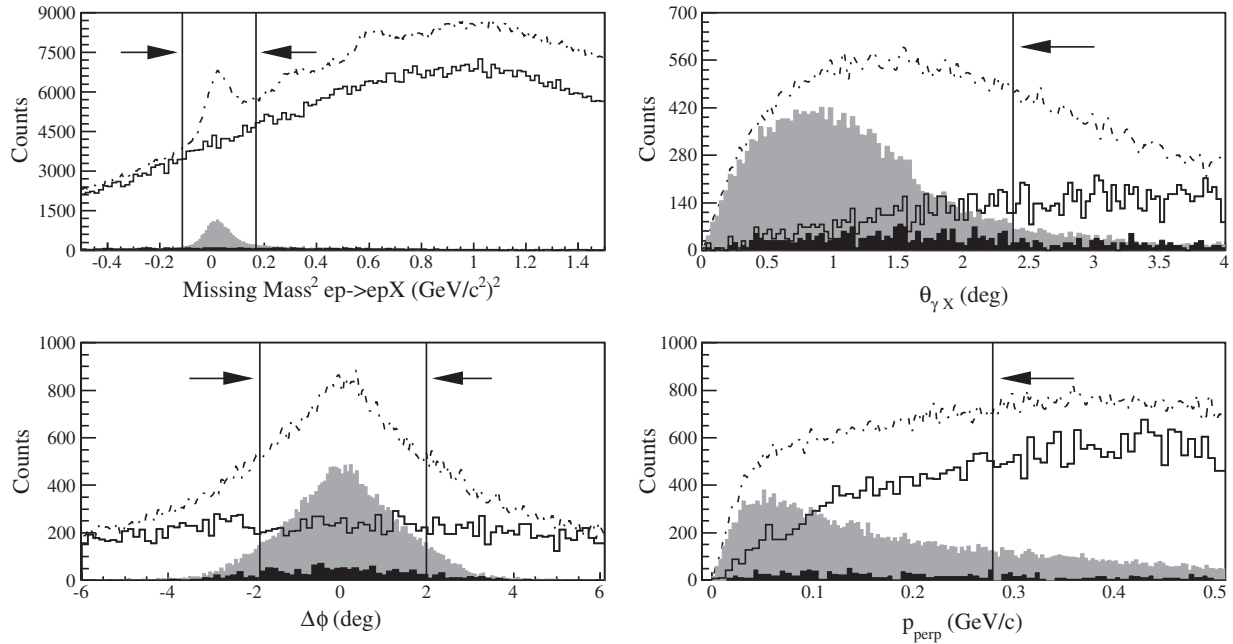 9000
7500
6000
4500
3000
1500
0
Counts
-0.4 -0.2 0 0.2 0.4 0.6 0.8 1 1.2 1.4
Missing Mass² ep->epX (GeV/c²)²
700
560
420
280
140
0
Counts
0 0.5 1 1.5 2 2.5 3 3.5 4
θγ X (deg)
1000
800
600
400
200
0
Counts
-6 -4 -2 0 2 4 6
Δϕ (deg)
1000
800
600
400
200
0
Counts
0 0.1 0.2 0.3 0.4 0.5
pperp (GeV/c)